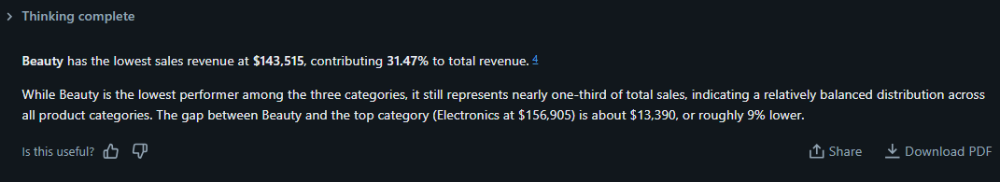 Thinking complete
Beauty has the lowest sales revenue at $143,515, contributing 31.47% to total revenue. 4
While Beauty is the lowest performer among the three categories, it still represents nearly one-third of total sales, indicating a relatively balanced distribution across
all product categories. The gap between Beauty and the top category (Electronics at $156,905) is about $13,390, or roughly 9% lower.
Is this useful? Share Download PDF